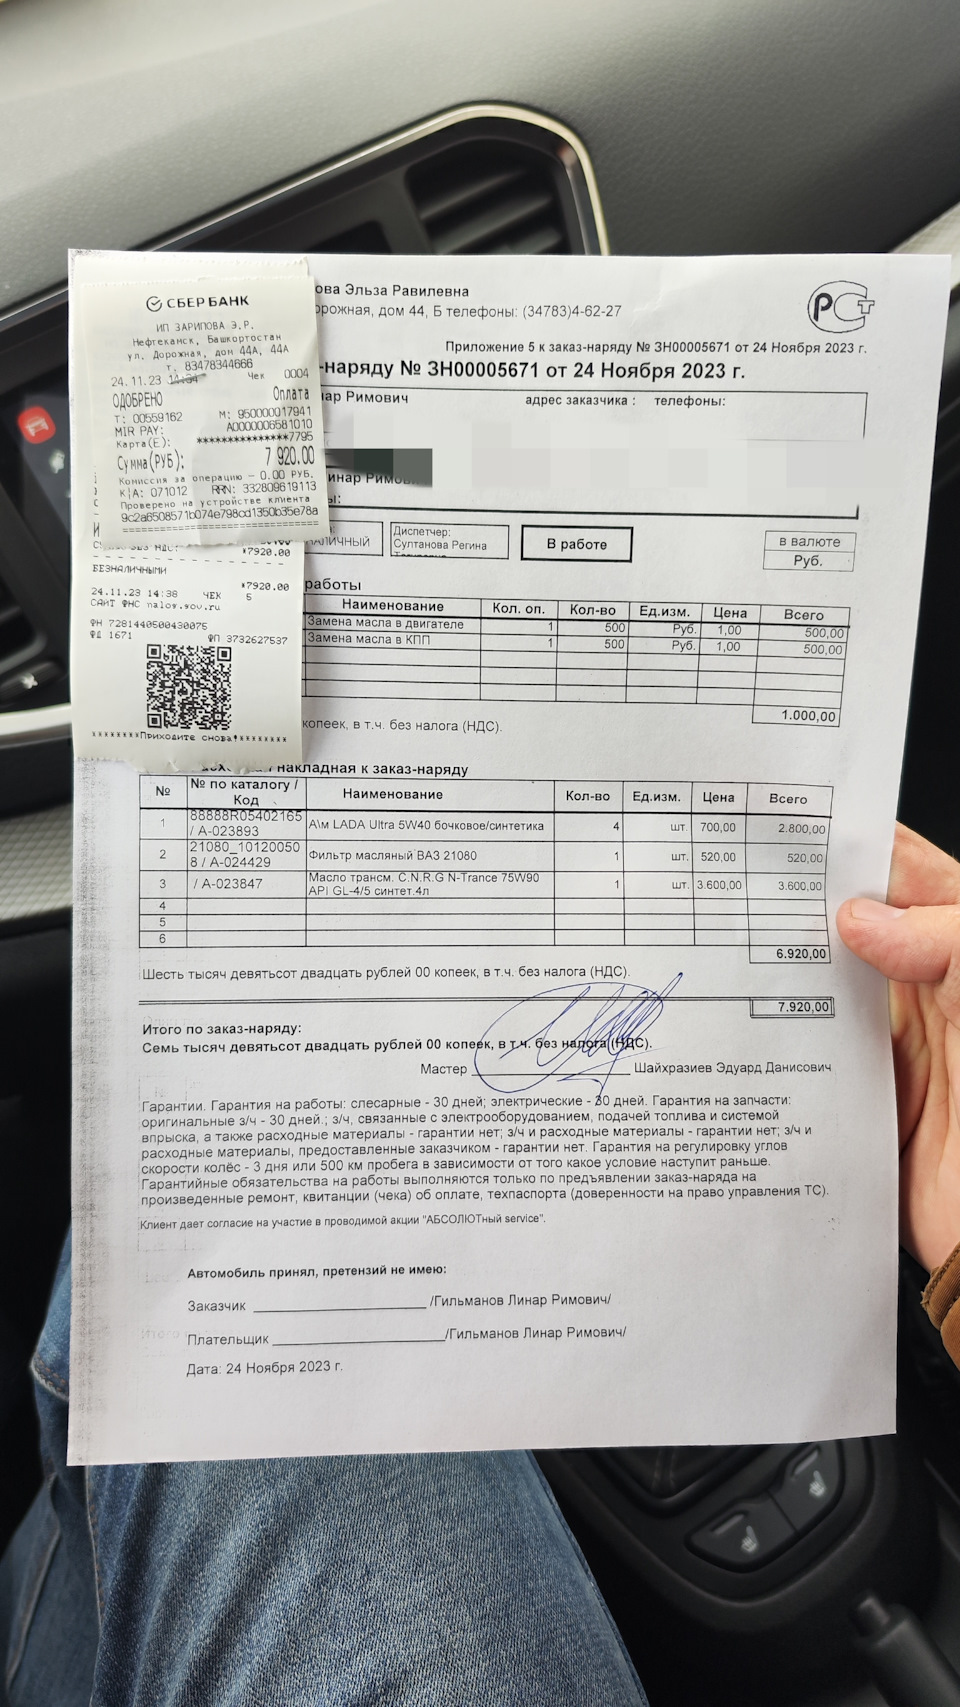 СБЕРБАНК
ИП ЗАРИПОВА Э.Р.
Нефтекамск, Башкортостан
ул. Дорожная, дом 44А, 44А
т. 83478344666
24.11.23 14:34 Чек 0004
ОДОБРЕНО Оплата
Т: 00559162 М: 950000017941
MIR PAY: A0000006581010
Карта(Е): ***************7795
Сумма(РУБ): 7 920.00
Комиссия за операцию – 0.00 РУБ.
К|А: 071012 RRN: 332809619113
Проверено на устройстве клиента
9c2a6508571b074e798cd1350b35e78a
*7920.00
БЕЗНАЛИЧНЫМИ
*7920.00
24.11.23 14:38 ЧЕК 5
САЙТ ФНС nalog.gov.ru
ФН 7281440500430075
ФД 1671 ФП 3732627537
********Приходите снова!********
ова Эльза Равилевна
орожная, дом 44, Б телефоны: (34783)4-62-27
РСТ
Приложение 5 к заказ-наряду № ЗН00005671 от 24 Ноября 2023 г.
-наряду № ЗН00005671 от 24 Ноября 2023 г.
нар Римович адрес заказчика : телефоны:
инар Римов
ы:
АЛИЧНЫЙ
Диспетчер:
Султанова Регина
В работе
в валюте
Руб.
работы
Наименование Кол. оп. Кол-во Ед.изм. Цена Всего
Замена масла в двигателе 1 500 Руб. 1,00 500,00
Замена масла в КПП 1 500 Руб. 1,00 500,00
1.000,00
копеек, в т.ч. без налога (НДС).
накладная к заказ-наряду
№ № по каталогу / Код Наименование Кол-во Ед.изм. Цена Всего
1 88888R05402165 / А-023893 А\м LADA Ultra 5W40 бочковое/синтетика 4 шт. 700,00 2.800,00
2 21080_10120050 8 / А-024429 Фильтр масляный ВАЗ 21080 1 шт. 520,00 520,00
3 / А-023847 Масло трансм. C.N.R.G N-Trance 75W90 API GL-4/5 синтет.4л 1 шт. 3.600,00 3.600,00
4
5
6
6.920,00
Шесть тысяч девятьсот двадцать рублей 00 копеек, в т.ч. без налога (НДС).
7.920,00
Итого по заказ-наряду:
Семь тысяч девятьсот двадцать рублей 00 копеек, в т.ч. без налога (НДС).
Мастер Шайхразиев Эдуард Данисович
Гарантии. Гарантия на работы: слесарные - 30 дней; электрические - 30 дней. Гарантия на запчасти:
оригинальные з/ч - 30 дней.; з/ч, связанные с электрооборудованием, подачей топлива и системой
впрыска, а также расходные материалы - гарантии нет; з/ч и расходные материалы - гарантии нет; з/ч и
расходные материалы, предоставленные заказчиком - гарантии нет. Гарантия на регулировку углов
скорости колёс - 3 дня или 500 км пробега в зависимости от того какое условие наступит раньше.
Гарантийные обязательства на работы выполняются только по предъявлении заказ-наряда на
произведенные ремонт, квитанции (чека) об оплате, техпаспорта (доверенности на право управления ТС).
Клиент дает согласие на участие в проводимой акции "АБСОЛЮТный service".
Автомобиль принял, претензий не имею:
Заказчик /Гильманов Линар Римович/
Плательщик /Гильманов Линар Римович/
Дата: 24 Ноября 2023 г.